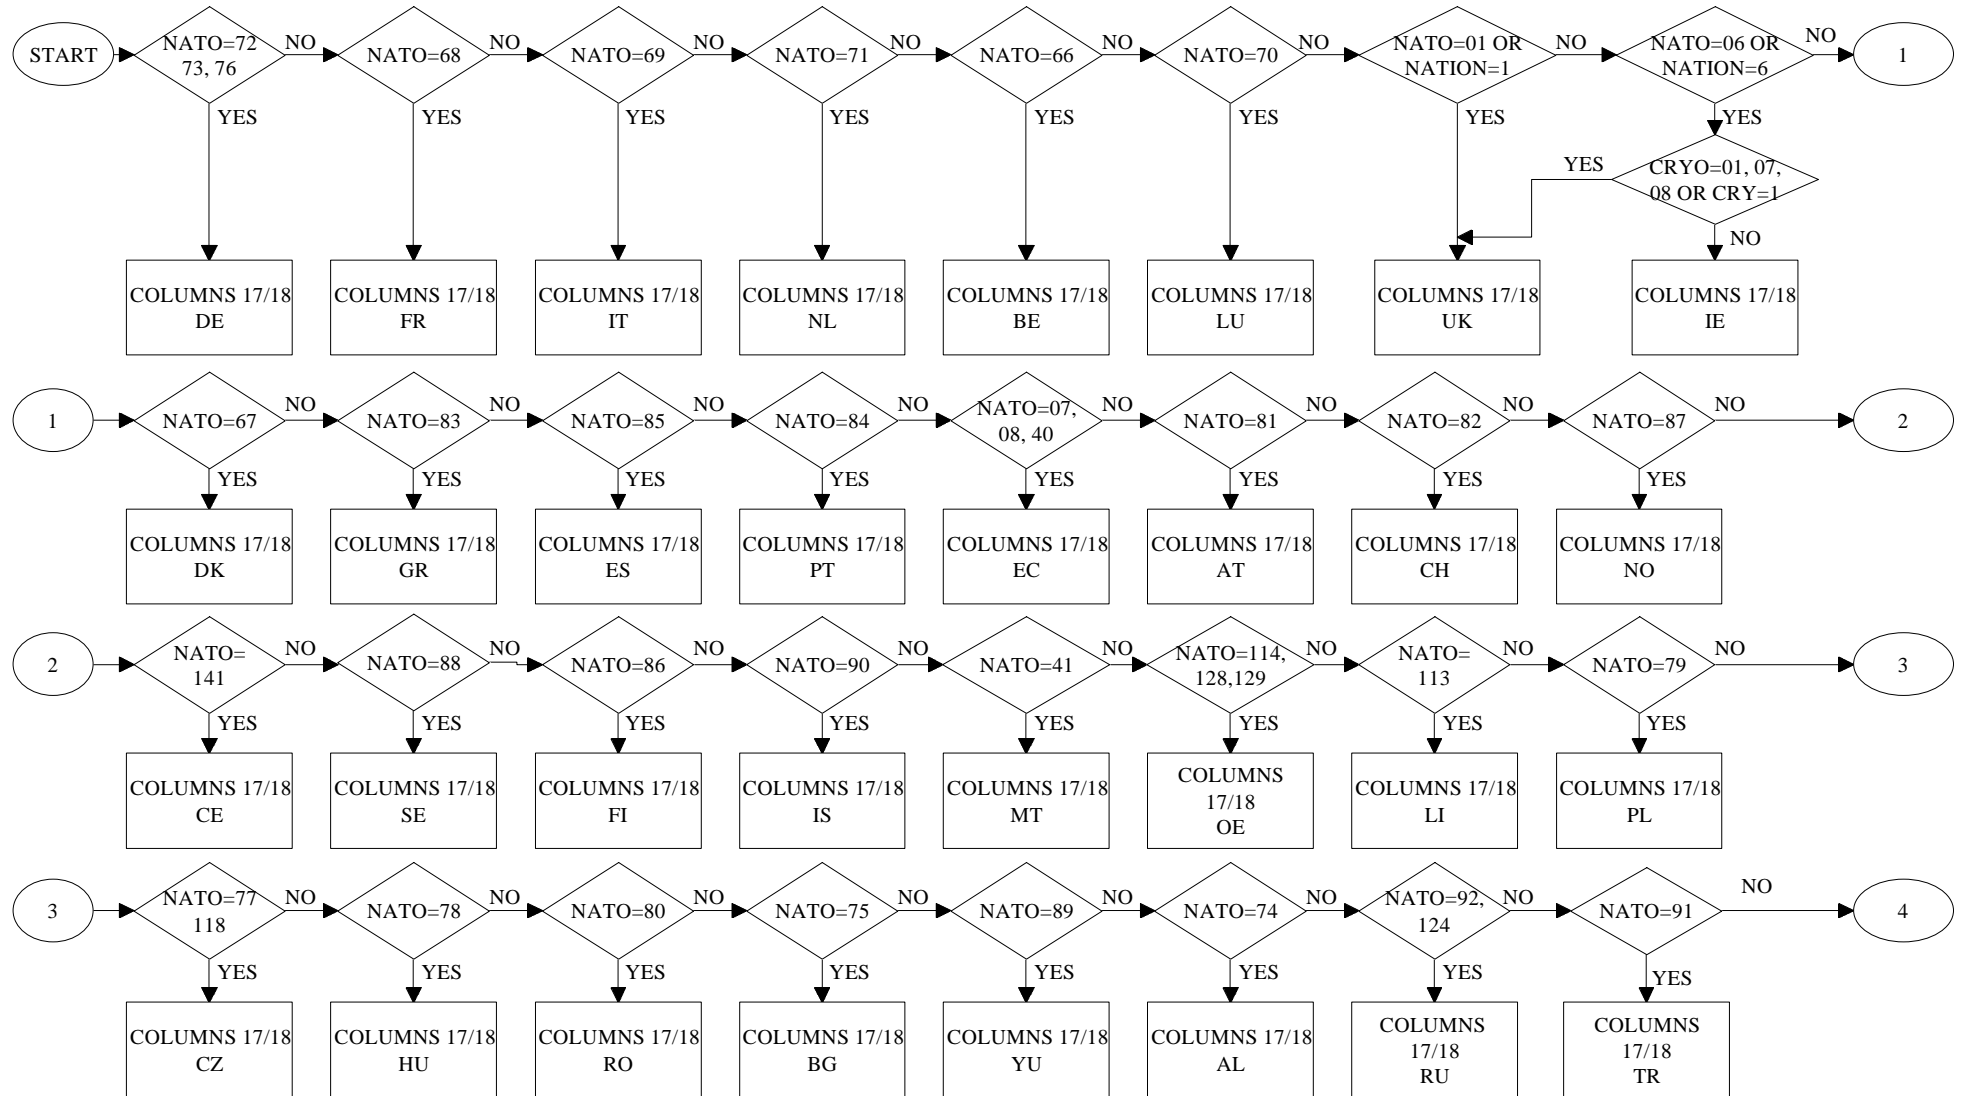 START
NATO=72
73, 76
NO
NATO=68
NO
NATO=69
NO
NATO=71
NO
NATO=66
NO
NATO=70
NO
NATO=01 OR
NATION=1
NO
NATO=06 OR
NATION=6
NO
1
YES
YES
YES
YES
YES
YES
YES
YES
YES
CRYO=01, 07,
08 OR CRY=1
NO
COLUMNS 17/18
DE
COLUMNS 17/18
FR
COLUMNS 17/18
IT
COLUMNS 17/18
NL
COLUMNS 17/18
BE
COLUMNS 17/18
LU
COLUMNS 17/18
UK
COLUMNS 17/18
IE
1
NATO=67
NO
NATO=83
NO
NATO=85
NO
NATO=84
NO
NATO=07,
08, 40
NO
NATO=81
NO
NATO=82
NO
NATO=87
NO
2
YES
YES
YES
YES
YES
YES
YES
YES
COLUMNS 17/18
DK
COLUMNS 17/18
GR
COLUMNS 17/18
ES
COLUMNS 17/18
PT
COLUMNS 17/18
EC
COLUMNS 17/18
AT
COLUMNS 17/18
CH
COLUMNS 17/18
NO
2
NATO=
141
NO
NATO=88
NO
NATO=86
NO
NATO=90
NO
NATO=41
NO
NATO=114,
128,129
NO
NATO=
113
NO
NATO=79
NO
3
YES
YES
YES
YES
YES
YES
YES
YES
COLUMNS 17/18
CE
COLUMNS 17/18
SE
COLUMNS 17/18
FI
COLUMNS 17/18
IS
COLUMNS 17/18
MT
COLUMNS
17/18
OE
COLUMNS 17/18
LI
COLUMNS 17/18
PL
3
NATO=77
118
NO
NATO=78
NO
NATO=80
NO
NATO=75
NO
NATO=89
NO
NATO=74
NO
NATO=92,
124
NO
NATO=91
NO
4
YES
YES
YES
YES
YES
YES
YES
YES
COLUMNS 17/18
CZ
COLUMNS 17/18
HU
COLUMNS 17/18
RO
COLUMNS 17/18
BG
COLUMNS 17/18
YU
COLUMNS 17/18
AL
COLUMNS
17/18
RU
COLUMNS
17/18
TR